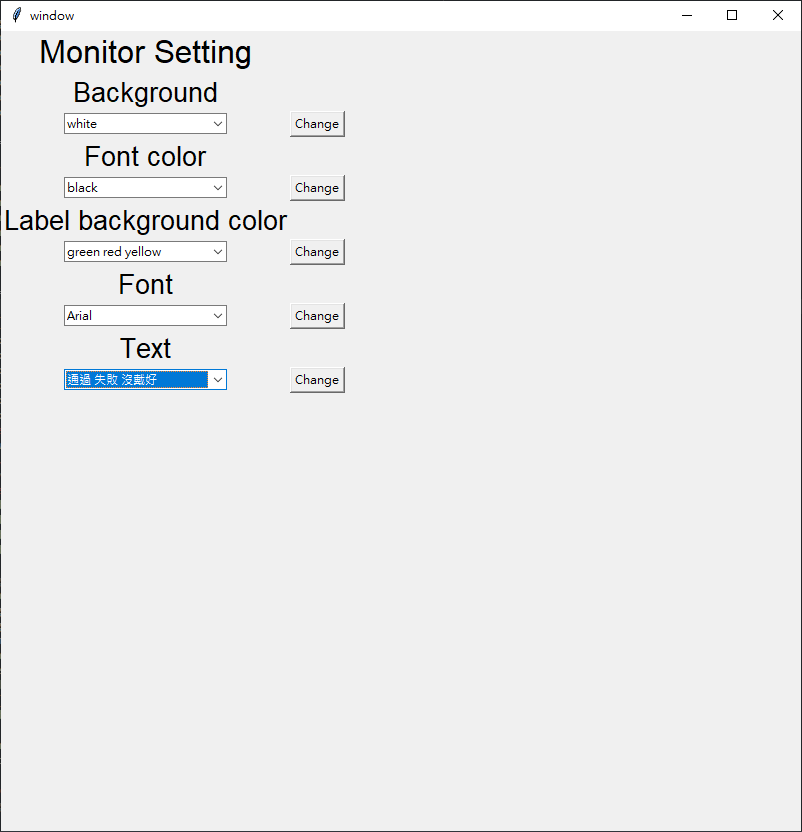 window
Monitor Setting
Background
white Change
Font color
black Change
Label background color
green red yellow Change
Font
Arial Change
Text
通過 失敗 沒戴好 Change